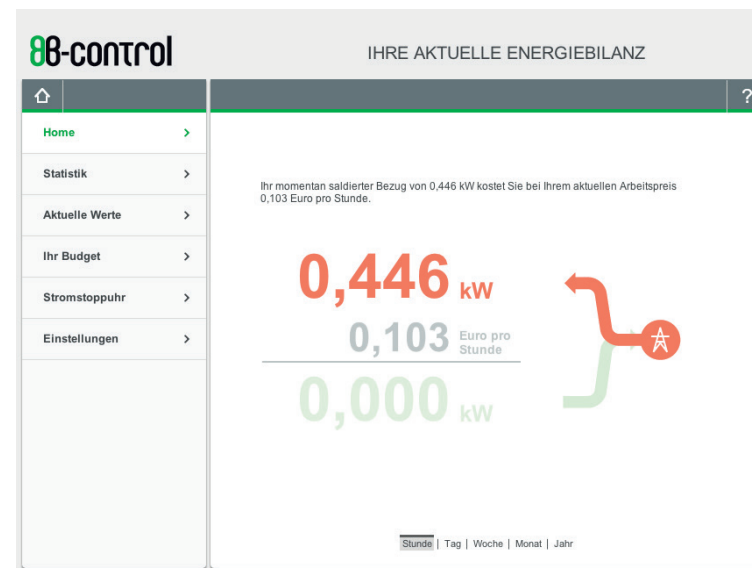 88-control
IHRE AKTUELLE ENERGIEBILANZ
?
Home
Statistik
Aktuelle Werte
Ihr Budget
Stromstoppuhr
Einstellungen
Ihr momentan saldierter Bezug von 0,446 kW kostet Sie bei Ihrem aktuellen Arbeitspreis
0,103 Euro pro Stunde.
0,446 kW
0,103 Euro pro
Stunde
0,000 kW
Stunde | Tag | Woche | Monat | Jahr